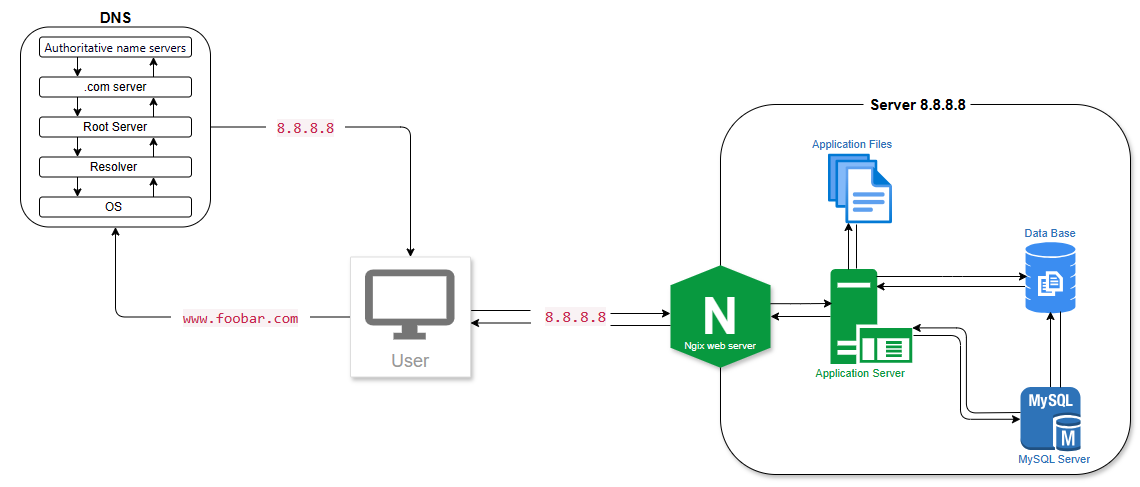 DNS
Authoritative name servers
.com server
Root Server
Resolver
OS
8.8.8.8
www.foobar.com
User
8.8.8.8
Server 8.8.8.8
Application Files
Data Base
N
Ngix web server
Application Server
MySQL
M
MySQL Server